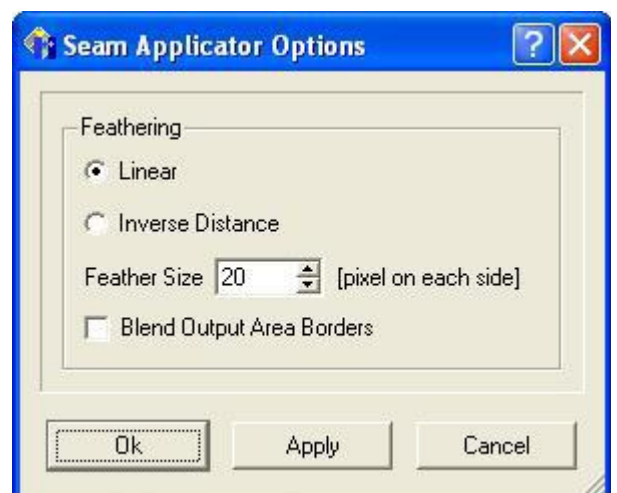 Seam Applicator Options
Feathering
Linear
Inverse Distance
Feather Size 20 [pixel on each side]
Blend Output Area Borders
Ok Apply Cancel